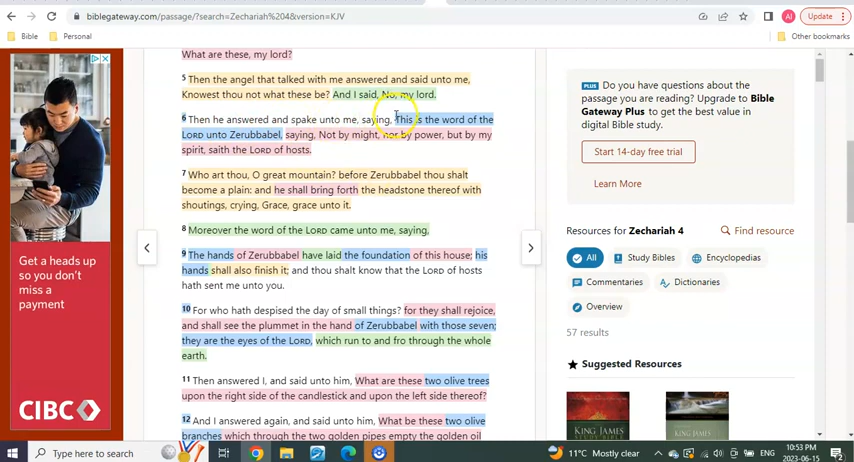 biblegateway.com/passage/?search=Zechariah%204&version=KJV
AI
Update
Bible
Personal
Other bookmarks
What are these, my lord?
5 Then the angel that talked with me answered and said unto me,
Knowest thou not what these be? And I said, No, my lord.
6 Then he answered and spake unto me, saying, This is the word of the
LORD unto Zerubbabel, saying, Not by might, nor by power, but by my
spirit, saith the LORD of hosts.
7 Who art thou, O great mountain? before Zerubbabel thou shalt
become a plain: and he shall bring forth the headstone thereof with
shoutings, crying, Grace, grace unto it.
8 Moreover the word of the LORD came unto me, saying,
9 The hands of Zerubbabel have laid the foundation of this house; his
hands shall also finish it; and thou shalt know that the LORD of hosts
hath sent me unto you.
10 For who hath despised the day of small things? for they shall rejoice,
and shall see the plummet in the hand of Zerubbabel with those seven;
they are the eyes of the LORD, which run to and fro through the whole
earth.
11 Then answered I, and said unto him, What are these two olive trees
upon the right side of the candlestick and upon the left side thereof?
12 And I answered again, and said unto him, What be these two olive
branches which through the two golden pipes empty the golden oil
Get a heads up
so you don't
miss a
payment
CIBC
PLUS Do you have questions about the
passage you are reading? Upgrade to Bible
Gateway Plus to get the best value in
digital Bible study.
Start 14-day free trial
Learn More
Resources for Zechariah 4
Find resource
All
Study Bibles
Encyclopedias
Commentaries
Dictionaries
Overview
57 results
Suggested Resources
KING JAMES
KING JAMES
Type here to search
11°C Mostly clear
ENG
10:53 PM
2023-06-15
2